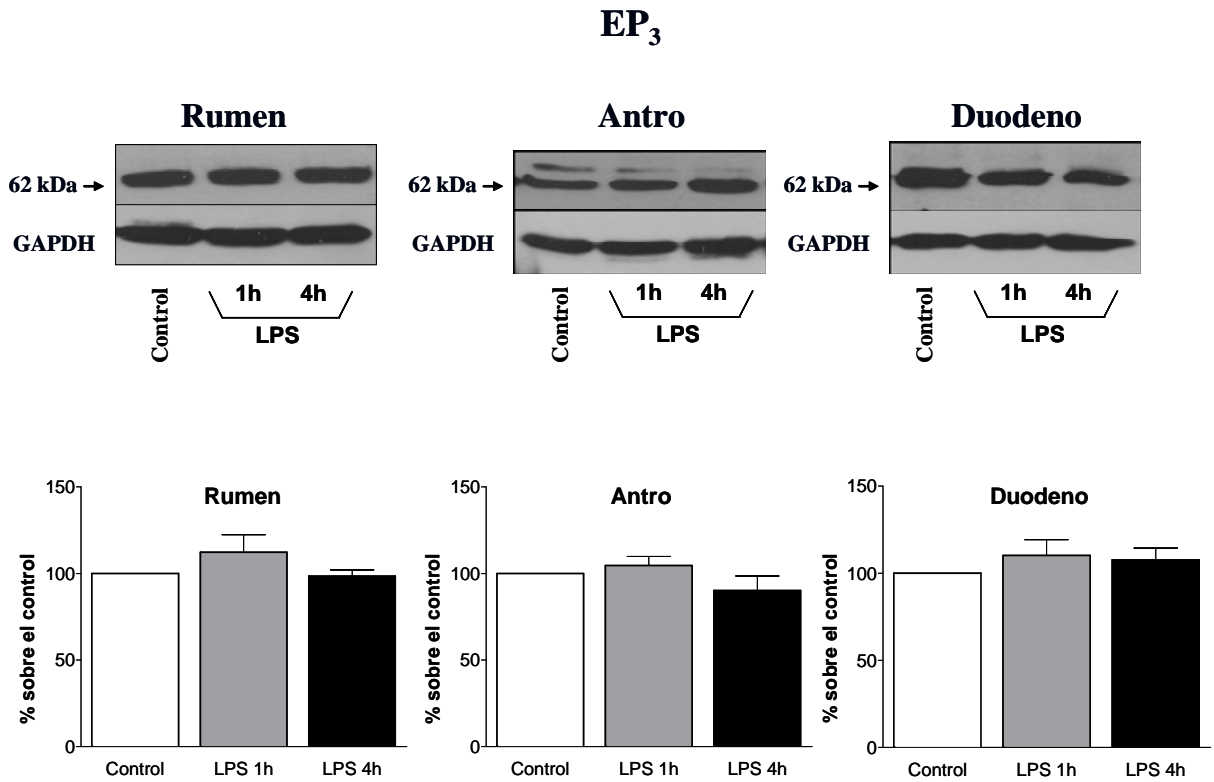 EP₃
Rumen
62 kDa →
GAPDH
Control
1h 4h
LPS
Antro
62 kDa →
GAPDH
Control
1h 4h
LPS
Duodeno
62 kDa →
GAPDH
Control
1h 4h
LPS
Rumen
% sobre el control
150
100
50
0
Control LPS 1h LPS 4h
Antro
% sobre el control
150
100
50
0
Control LPS 1h LPS 4h
Duodeno
% sobre el control
150
100
50
0
Control LPS 1h LPS 4h